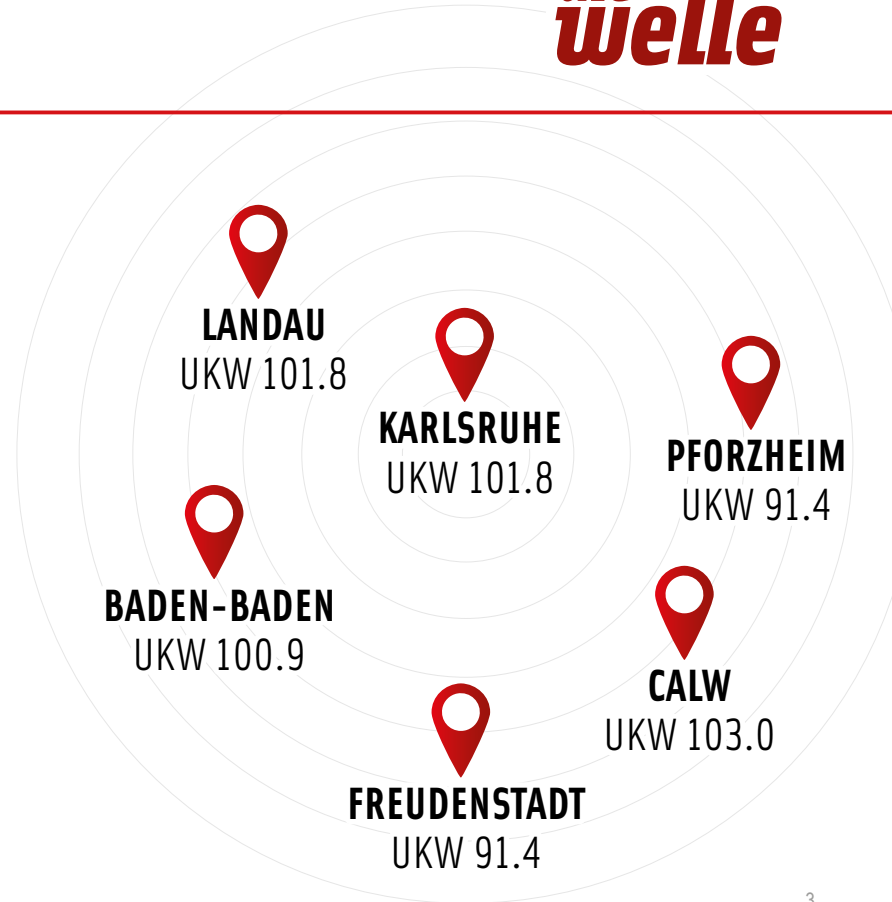 welle
LANDAU
UKW 101.8
KARLSRUHE
UKW 101.8
PFORZHEIM
UKW 91.4
BADEN-BADEN
UKW 100.9
CALW
UKW 103.0
FREUDENSTADT
UKW 91.4
3